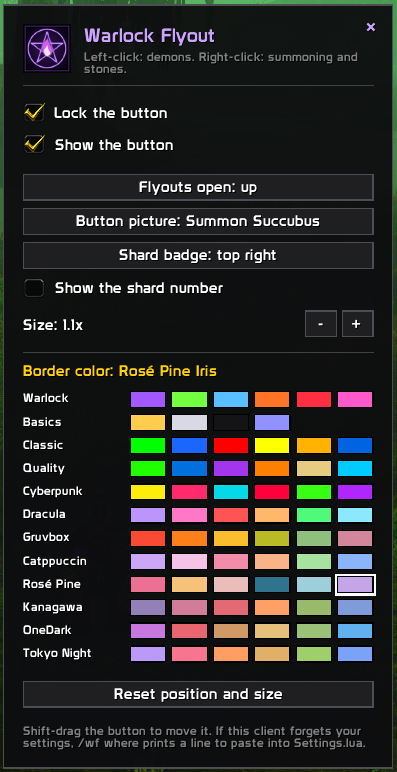 Warlock Flyout
x
Left-click: demons. Right-click: summoning and
stones.
Lock the button
Show the button
Flyouts open: up
Button picture: Summon Succubus
Shard badge: top right
Show the shard number
Size: 1.1x
-
+
Border color: Rosé Pine Iris
Warlock
Basics
Classic
Quality
Cyberpunk
Dracula
Gruvbox
Catppuccin
Rosé Pine
Kanagawa
OneDark
Tokyo Night
Reset position and size
Shift-drag the button to move it. If this client forgets your
settings, /wf where prints a line to paste into Settings.lua.